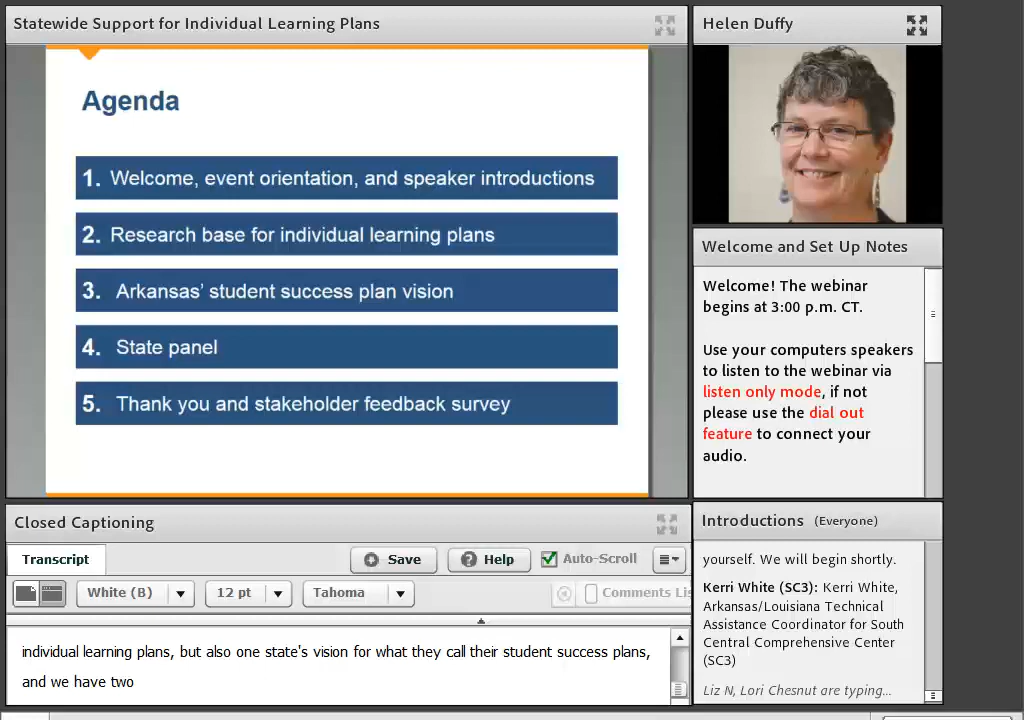 Statewide Support for Individual Learning Plans
Agenda
1. Welcome, event orientation, and speaker introductions
2. Research base for individual learning plans
3. Arkansas' student success plan vision
4. State panel
5. Thank you and stakeholder feedback survey
Helen Duffy
Welcome and Set Up Notes
Welcome! The webinar
begins at 3:00 p.m. CT.
Use your computers speakers
to listen to the webinar via
listen only mode, if not
please use the dial out
feature to connect your
audio.
Closed Captioning
Transcript
Save
Help
Auto-Scroll
White (B)
12 pt
Tahoma
Comments Lis
individual learning plans, but also one state's vision for what they call their student success plans,
and we have two
Introductions (Everyone)
yourself. We will begin shortly.
Kerri White (SC3): Kerri White,
Arkansas/Louisiana Technical
Assistance Coordinator for South
Central Comprehensive Center
(SC3)
Liz N, Lori Chesnut are typing...